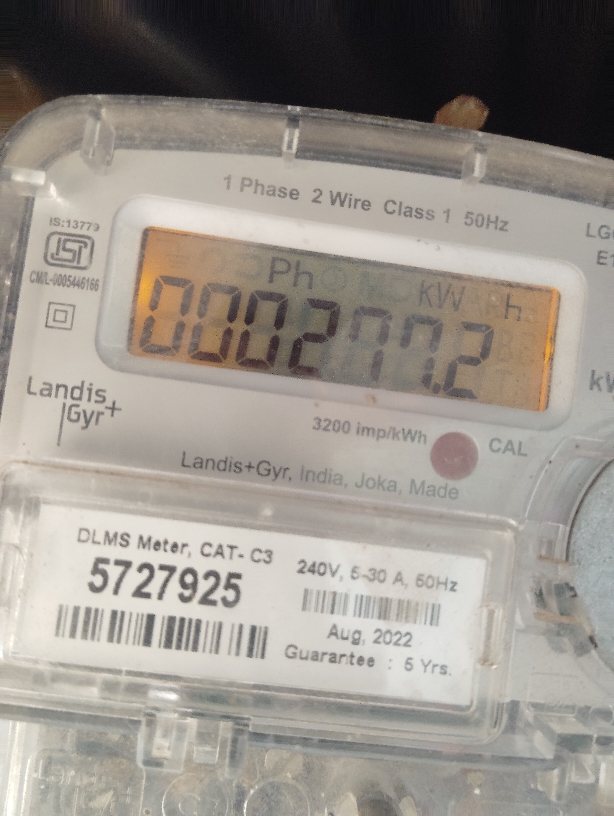 1 Phase 2 Wire Class 1 50Hz
IS:13779
ISI
CM/L-0005446166
Ph kW h
000277.2
Landis
Gyr+
3200 imp/kWh
CAL
Landis+Gyr, India, Joka, Made
DLMS Meter, CAT- C3
5727925
240V, 5-30 A, 50Hz
Aug, 2022
Guarantee : 5 Yrs.